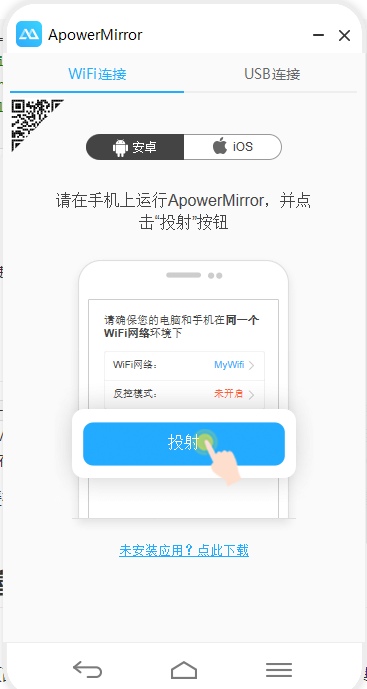 ApowerMirror
WiFi连接 USB连接
安卓 iOS
请在手机上运行ApowerMirror，并点
击“投射”按钮
请确保您的电脑和手机在同一个
WiFi网络环境下
WiFi网络： MyWifi
反控模式： 未开启
投射
未安装应用？点此下载